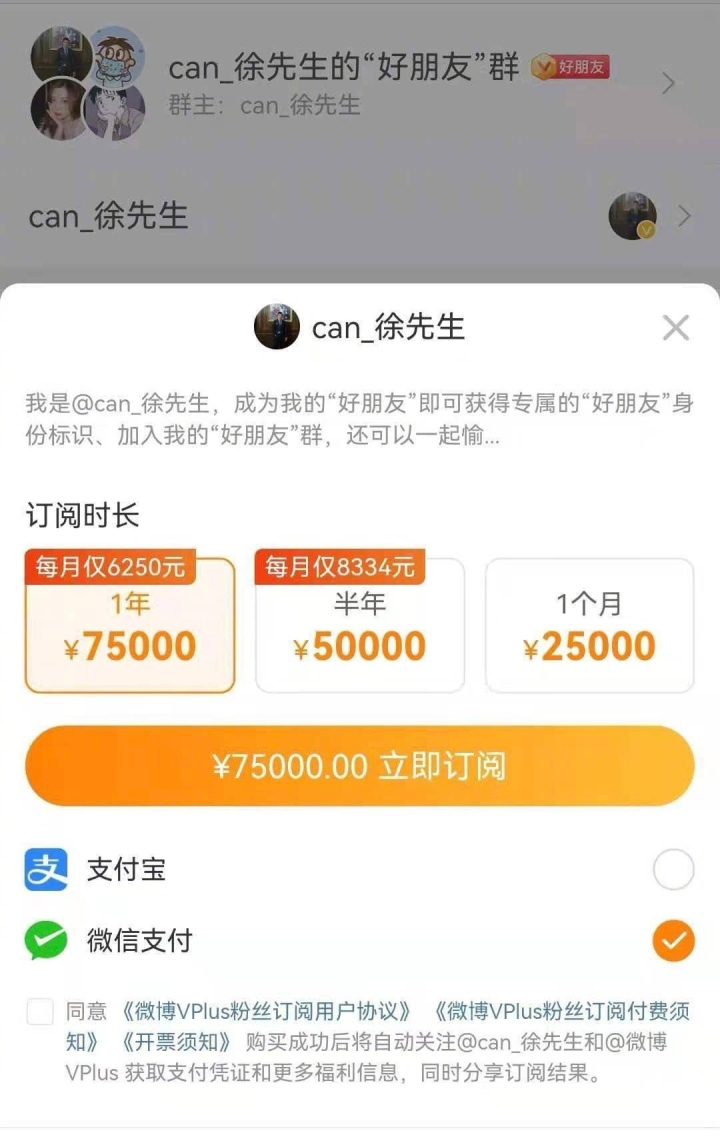 can_徐先生的“好朋友”群 好朋友
群主：can_徐先生
can_徐先生
can_徐先生
我是@can_徐先生，成为我的“好朋友”即可获得专属的“好朋友”身
份标识、加入我的“好朋友”群，还可以一起愉...
订阅时长
每月仅6250元 每月仅8334元
1年 半年 1个月
¥75000 ¥50000 ¥25000
¥75000.00 立即订阅
支 支付宝
微信支付
同意 《微博VPlus粉丝订阅用户协议》 《微博VPlus粉丝订阅付费须
知》 《开票须知》 购买成功后将自动关注@can_徐先生和@微博
VPlus 获取支付凭证和更多福利信息，同时分享订阅结果。